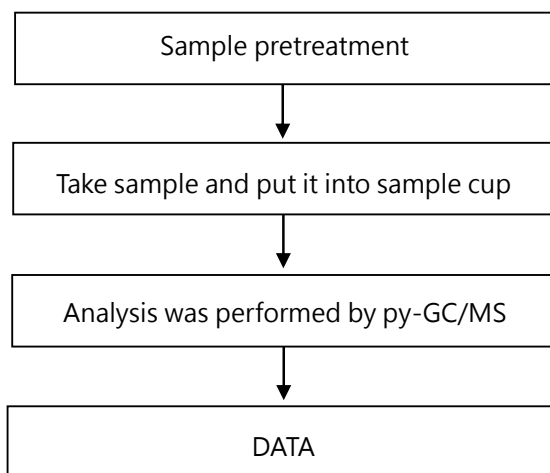 Sample pretreatment
Take sample and put it into sample cup
Analysis was performed by py-GC/MS
DATA